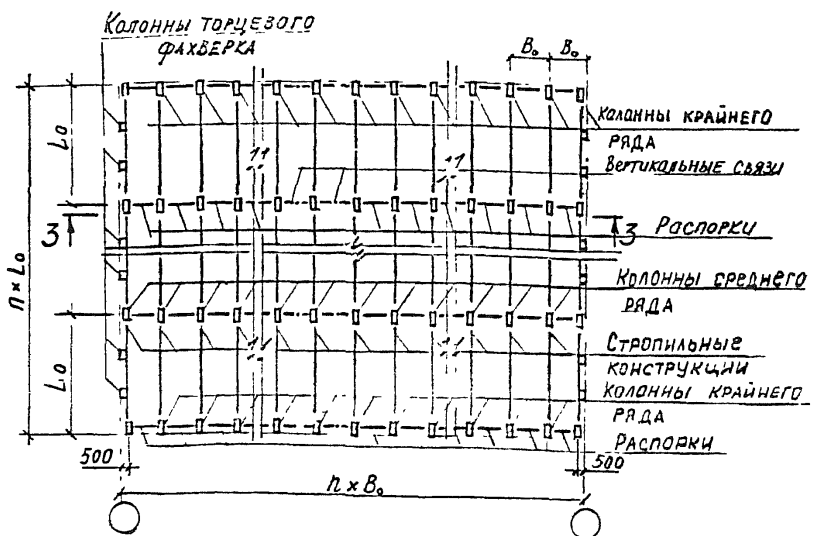 Колонны торцевого
фахверка
B₀
B₀
L₀
Колонны крайнего
ряда
Вертикальные связи
3
3
Распорки
n × L₀
Колонны среднего
ряда
Стропильные
конструкции
L₀
Колонны крайнего
ряда
Распорки
500
500
n × B₀